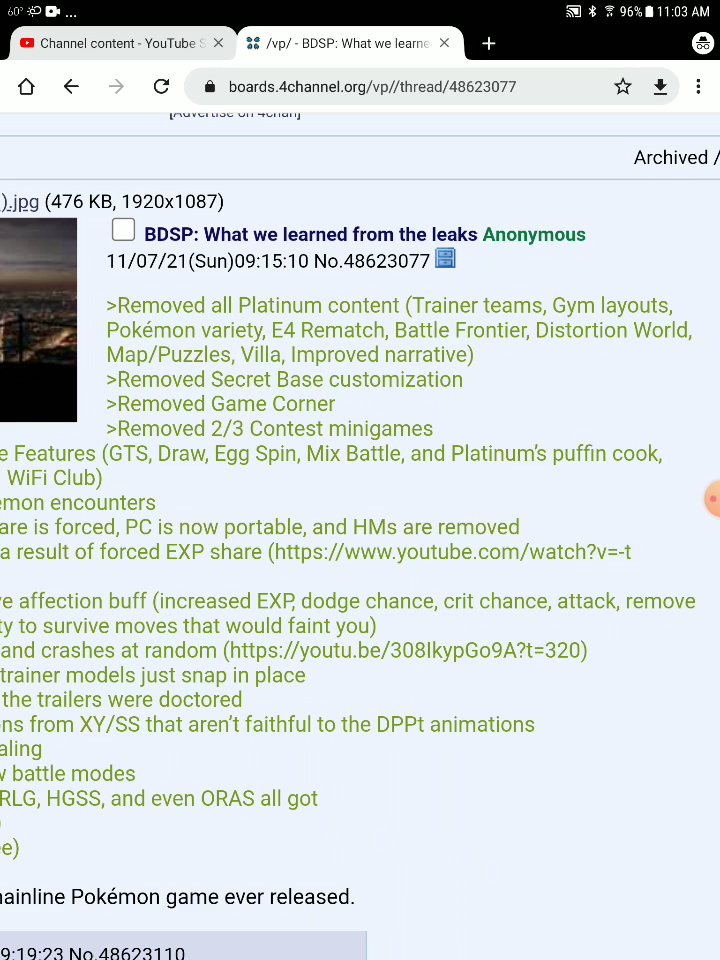 60° ...
96% 11:03 AM
Channel content - YouTube S
/vp/ - BDSP: What we learne
boards.4channel.org/vp//thread/48623077
[Advertise on 4chan]
Archived /
).jpg (476 KB, 1920x1087)
BDSP: What we learned from the leaks Anonymous
11/07/21(Sun)09:15:10 No.48623077
>Removed all Platinum content (Trainer teams, Gym layouts,
Pokémon variety, E4 Rematch, Battle Frontier, Distortion World,
Map/Puzzles, Villa, Improved narrative)
>Removed Secret Base customization
>Removed Game Corner
>Removed 2/3 Contest minigames
e Features (GTS, Draw, Egg Spin, Mix Battle, and Platinum's puffin cook,
WiFi Club)
emon encounters
are is forced, PC is now portable, and HMs are removed
a result of forced EXP share (https://www.youtube.com/watch?v=-t
ve affection buff (increased EXP, dodge chance, crit chance, attack, remove
ty to survive moves that would faint you)
and crashes at random (https://youtu.be/308IkypGo9A?t=320)
trainer models just snap in place
the trailers were doctored
ons from XY/SS that aren't faithful to the DPPt animations
aling
w battle modes
RLG, HGSS, and even ORAS all got
)
ee)
nainline Pokémon game ever released.
9:19:23 No.48623110